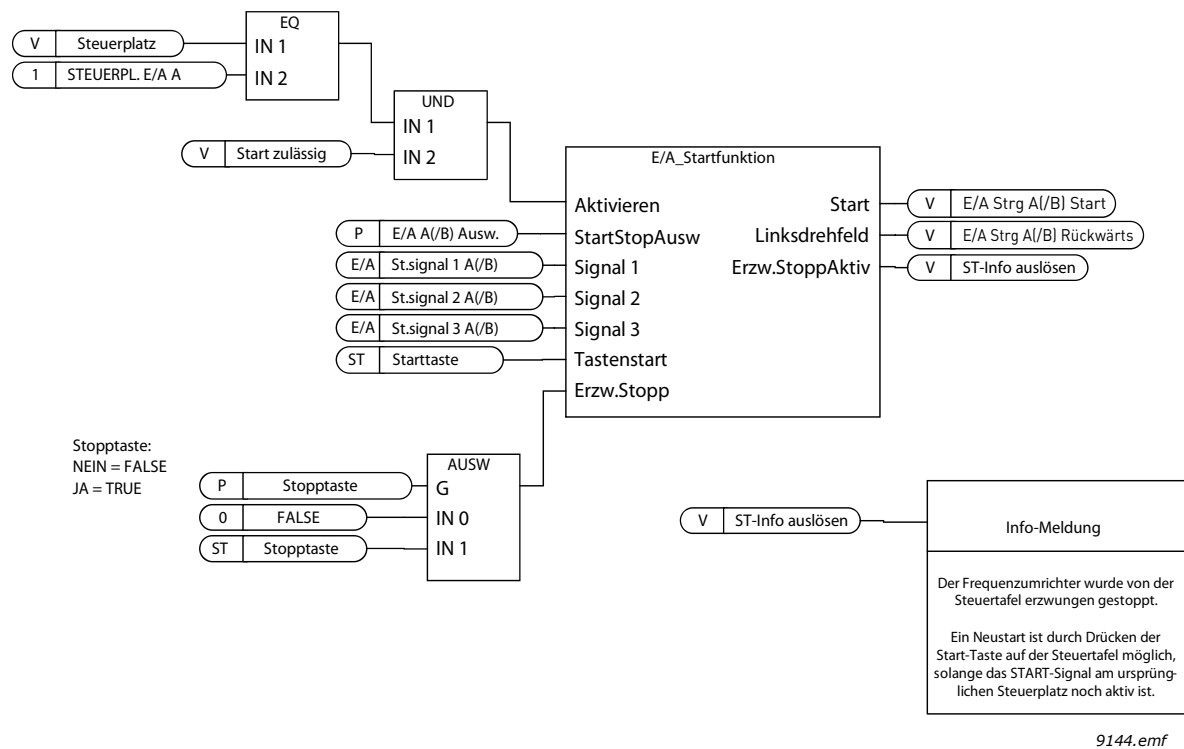 EQ
V Steuerplatz
IN 1
1 STEUERPL. E/A A
IN 2
UND
IN 1
V Start zulässig
IN 2
E/A_Startfunktion
Aktivieren
Start
V E/A Strg A(/B) Start
P E/A A(/B) Ausw.
StartStopAusw
Linksdrehfeld
V E/A Strg A(/B) Rückwärts
E/A St.signal 1 A(/B)
Signal 1
Erzw.StoppAktiv
V ST-Info auslösen
E/A St.signal 2 A(/B)
Signal 2
E/A St.signal 3 A(/B)
Signal 3
ST Starttaste
Tastenstart
Erzw.Stopp
Stopptaste:
NEIN = FALSE
JA = TRUE
AUSW
P Stopptaste
G
0 FALSE
IN 0
ST Stopptaste
IN 1
V ST-Info auslösen
Info-Meldung
Der Frequenzumrichter wurde von der
Steuertafel erzwungen gestoppt.
Ein Neustart ist durch Drücken der
Start-Taste auf der Steuertafel möglich,
solange das START-Signal am ursprüng-
lichen Steuerplatz noch aktiv ist.
9144.emf